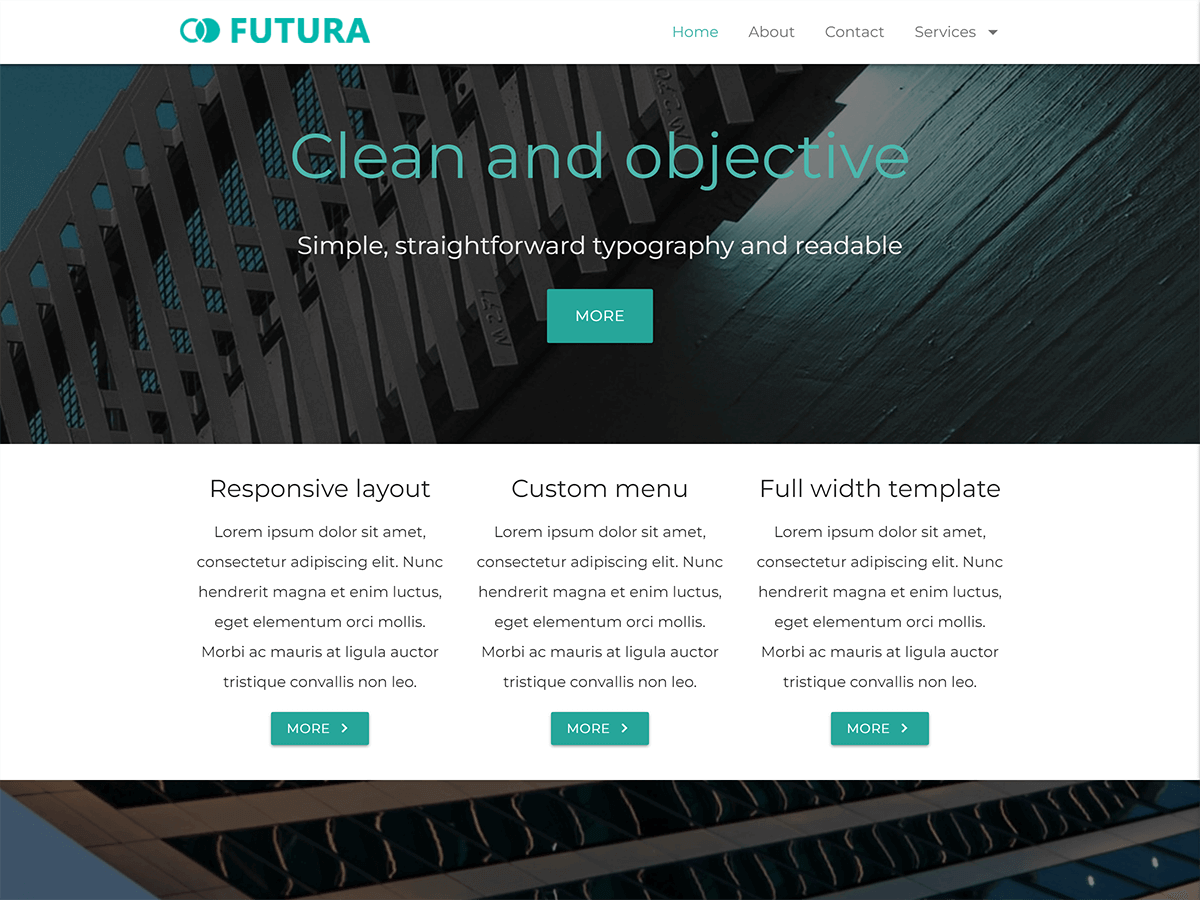 FUTURA
Home About Contact Services
Clean and objective
Simple, straightforward typography and readable
MORE
Responsive layout
Lorem ipsum dolor sit amet,
consectetur adipiscing elit. Nunc
hendrerit magna et enim luctus,
eget elementum orci mollis.
Morbi ac mauris at ligula auctor
tristique convallis non leo.
MORE
Custom menu
Lorem ipsum dolor sit amet,
consectetur adipiscing elit. Nunc
hendrerit magna et enim luctus,
eget elementum orci mollis.
Morbi ac mauris at ligula auctor
tristique convallis non leo.
MORE
Full width template
Lorem ipsum dolor sit amet,
consectetur adipiscing elit. Nunc
hendrerit magna et enim luctus,
eget elementum orci mollis.
Morbi ac mauris at ligula auctor
tristique convallis non leo.
MORE